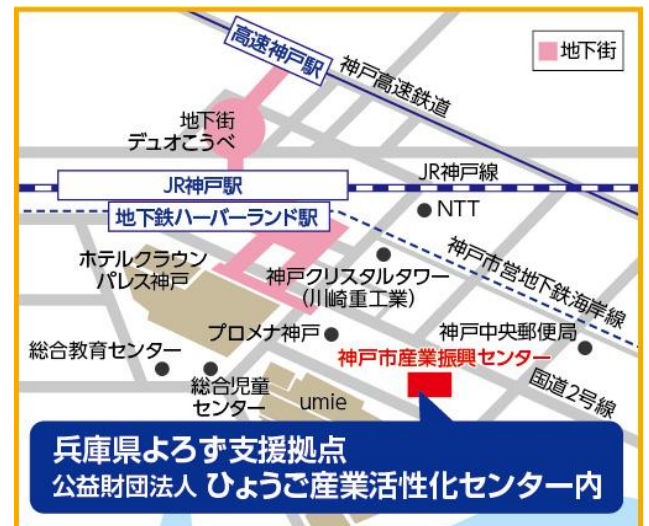 高速神戸駅
神戸高速鉄道
地下街
地下街
デュオこうべ
JR神戸駅
JR神戸線
地下鉄ハーバーランド駅
NTT
神戸市営地下鉄海岸線
ホテルクラウン
パレス神戸
神戸クリスタルタワー
(川崎重工業)
プロメナ神戸
神戸中央郵便局
総合教育センター
神戸市産業振興センター
総合児童
センター
umie
国道2号線
兵庫県よろず支援拠点
公益財団法人 ひょうご産業活性化センター内